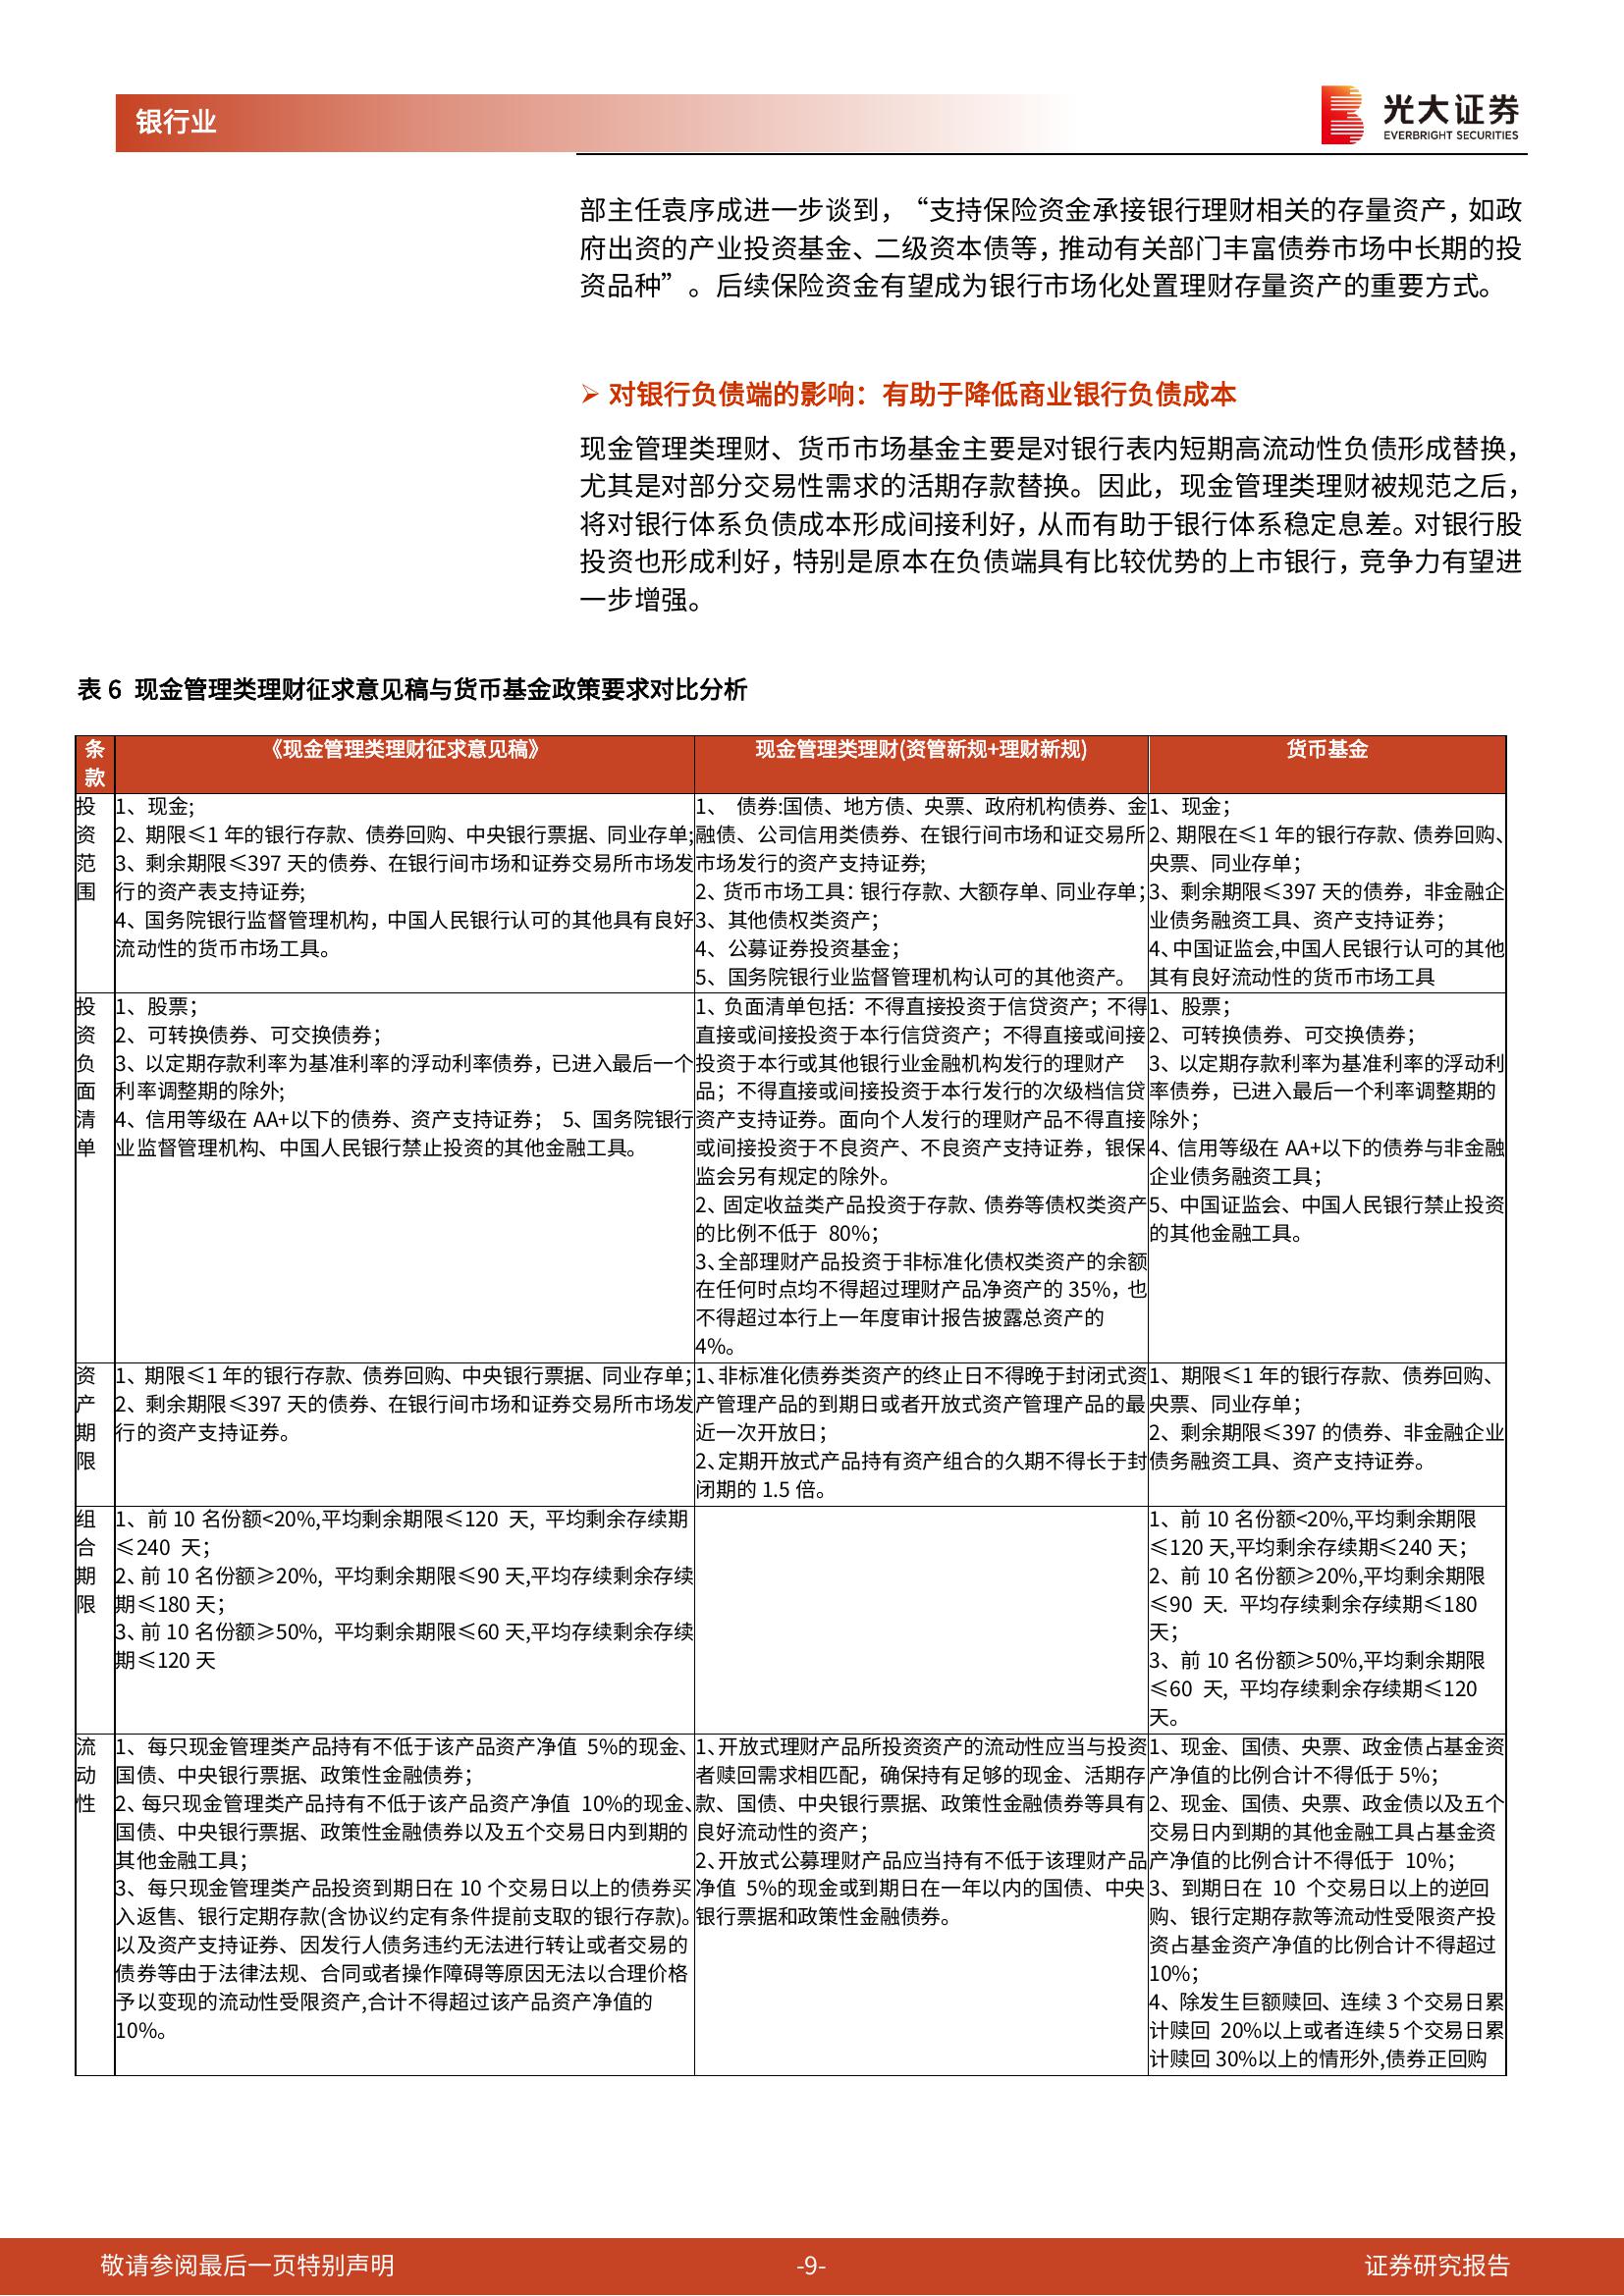 银行业
光大证券
EVERBRIGHT SECURITIES
部主任袁序成进一步谈到，“支持保险资金承接银行理财相关的存量资产，如政
府出资的产业投资基金、二级资本债等，推动有关部门丰富债券市场中长期的投
资品种”。后续保险资金有望成为银行市场化处置理财存量资产的重要方式。
➢ 对银行负债端的影响：有助于降低商业银行负债成本
现金管理类理财、货币市场基金主要是对银行表内短期高流动性负债形成替换，
尤其是对部分交易性需求的活期存款替换。因此，现金管理类理财被规范之后，
将对银行体系负债成本形成间接利好，从而有助于银行体系稳定息差。对银行股
投资也形成利好，特别是原本在负债端具有比较优势的上市银行，竞争力有望进
一步增强。
表 6 现金管理类理财征求意见稿与货币基金政策要求对比分析
条
款
《现金管理类理财征求意见稿》
现金管理类理财(资管新规+理财新规)
货币基金
投
资
范
围
1、现金;
2、期限≤1 年的银行存款、债券回购、中央银行票据、同业存单;
3、剩余期限≤397 天的债券、在银行间市场和证券交易所市场发
行的资产表支持证券;
4、国务院银行监督管理机构，中国人民银行认可的其他具有良好
流动性的货币市场工具。
1、 债券:国债、地方债、央票、政府机构债券、金
融债、公司信用类债券、在银行间市场和证交易所
市场发行的资产支持证券;
2、货币市场工具：银行存款、大额存单、同业存单；
3、其他债权类资产；
4、公募证券投资基金；
5、国务院银行业监督管理机构认可的其他资产。
1、现金；
2、期限在≤1 年的银行存款、债券回购、
央票、同业存单；
3、剩余期限≤397 天的债券，非金融企
业债务融资工具、资产支持证券；
4、中国证监会,中国人民银行认可的其他
其有良好流动性的货币市场工具
投
资
负
面
清
单
1、股票；
2、可转换债券、可交换债券；
3、以定期存款利率为基准利率的浮动利率债券，已进入最后一个
利率调整期的除外;
4、信用等级在 AA+以下的债券、资产支持证券； 5、国务院银行
业监督管理机构、中国人民银行禁止投资的其他金融工具。
1、负面清单包括：不得直接投资于信贷资产；不得
直接或间接投资于本行信贷资产；不得直接或间接
投资于本行或其他银行业金融机构发行的理财产
品；不得直接或间接投资于本行发行的次级档信贷
资产支持证券。面向个人发行的理财产品不得直接
或间接投资于不良资产、不良资产支持证券，银保
监会另有规定的除外。
2、固定收益类产品投资于存款、债券等债权类资产
的比例不低于 80%；
3、全部理财产品投资于非标准化债权类资产的余额
在任何时点均不得超过理财产品净资产的 35%，也
不得超过本行上一年度审计报告披露总资产的
4%。
1、股票；
2、可转换债券、可交换债券；
3、以定期存款利率为基准利率的浮动利
率债券，已进入最后一个利率调整期的
除外；
4、信用等级在 AA+以下的债券与非金融
企业债务融资工具；
5、中国证监会、中国人民银行禁止投资
的其他金融工具。
资
产
期
限
1、期限≤1 年的银行存款、债券回购、中央银行票据、同业存单；
2、剩余期限≤397 天的债券、在银行间市场和证券交易所市场发
行的资产支持证券。
1、非标准化债券类资产的终止日不得晚于封闭式资
产管理产品的到期日或者开放式资产管理产品的最
近一次开放日；
2、定期开放式产品持有资产组合的久期不得长于封
闭期的 1.5 倍。
1、期限≤1 年的银行存款、债券回购、
央票、同业存单；
2、剩余期限≤397 的债券、非金融企业
债务融资工具、资产支持证券。
组
合
期
限
1、前 10 名份额<20%,平均剩余期限≤120 天, 平均剩余存续期
≤240 天；
2、前 10 名份额≥20%, 平均剩余期限≤90 天,平均存续剩余存续
期≤180 天；
3、前 10 名份额≥50%, 平均剩余期限≤60 天,平均存续剩余存续
期≤120 天
1、前 10 名份额<20%,平均剩余期限
≤120 天,平均剩余存续期≤240 天；
2、前 10 名份额≥20%,平均剩余期限
≤90 天. 平均存续剩余存续期≤180
天；
3、前 10 名份额≥50%,平均剩余期限
≤60 天, 平均存续剩余存续期≤120
天。
流
动
性
1、每只现金管理类产品持有不低于该产品资产净值 5%的现金、
国债、中央银行票据、政策性金融债券；
2、每只现金管理类产品持有不低于该产品资产净值 10%的现金、
国债、中央银行票据、政策性金融债券以及五个交易日内到期的
其他金融工具；
3、每只现金管理类产品投资到期日在 10 个交易日以上的债券买
入返售、银行定期存款(含协议约定有条件提前支取的银行存款)。
以及资产支持证券、因发行人债务违约无法进行转让或者交易的
债券等由于法律法规、合同或者操作障碍等原因无法以合理价格
予以变现的流动性受限资产,合计不得超过该产品资产净值的
10%。
1、开放式理财产品所投资资产的流动性应当与投资
者赎回需求相匹配，确保持有足够的现金、活期存
款、国债、中央银行票据、政策性金融债券等具有
良好流动性的资产；
2、开放式公募理财产品应当持有不低于该理财产品
净值 5%的现金或到期日在一年以内的国债、中央
银行票据和政策性金融债券。
1、现金、国债、央票、政金债占基金资
产净值的比例合计不得低于 5%；
2、现金、国债、央票、政金债以及五个
交易日内到期的其他金融工具占基金资
产净值的比例合计不得低于 10%；
3、到期日在 10 个交易日以上的逆回
购、银行定期存款等流动性受限资产投
资占基金资产净值的比例合计不得超过
10%；
4、除发生巨额赎回、连续 3 个交易日累
计赎回 20%以上或者连续 5 个交易日累
计赎回 30%以上的情形外,债券正回购
敬请参阅最后一页特别声明
-9-
证券研究报告